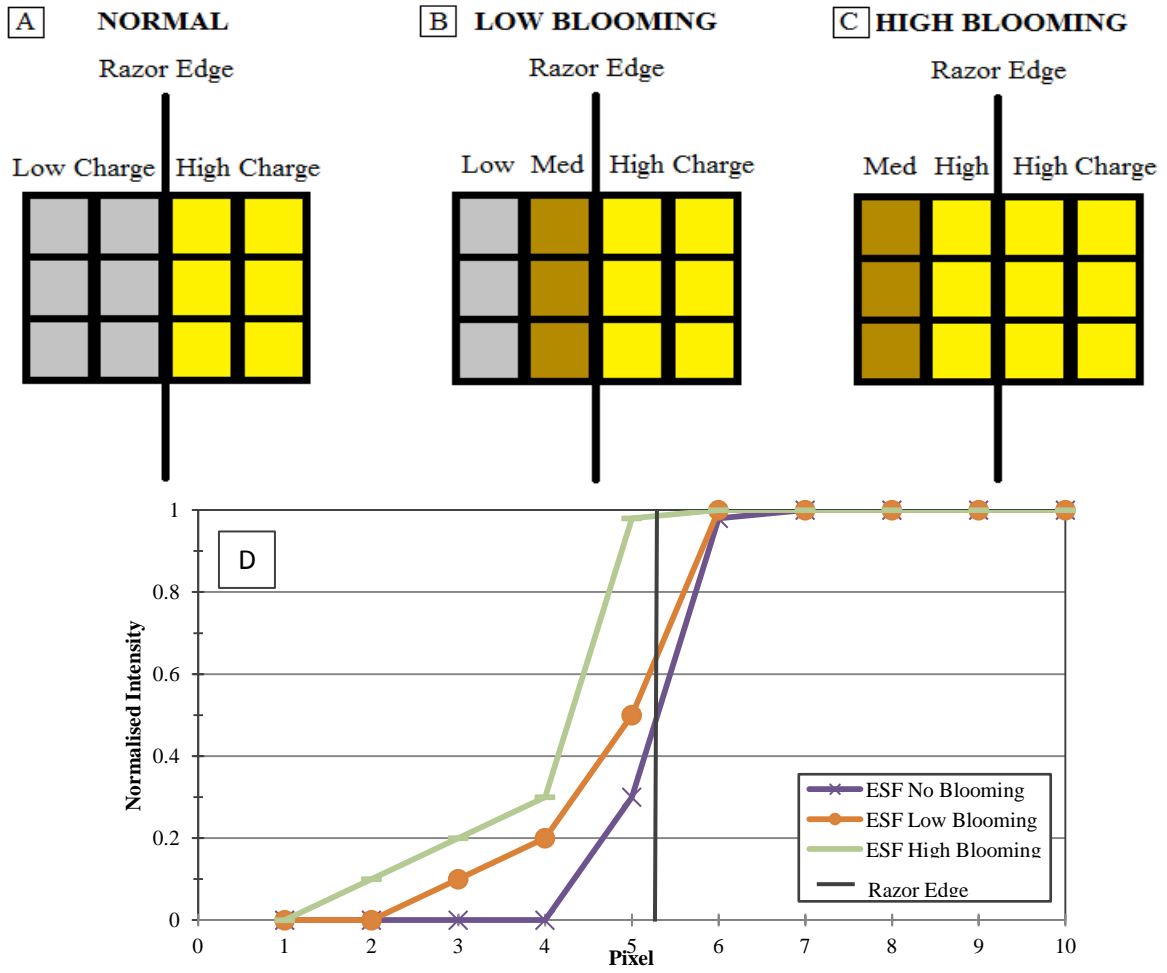 A NORMAL
Razor Edge
Low Charge High Charge
B LOW BLOOMING
Razor Edge
Low Med High Charge
C HIGH BLOOMING
Razor Edge
Med High High Charge
D
Normalised Intensity
1
0.8
0.6
0.4
0.2
0
0 1 2 3 4 5 6 7 8 9 10
Pixel
ESF No Blooming
ESF Low Blooming
ESF High Blooming
Razor Edge